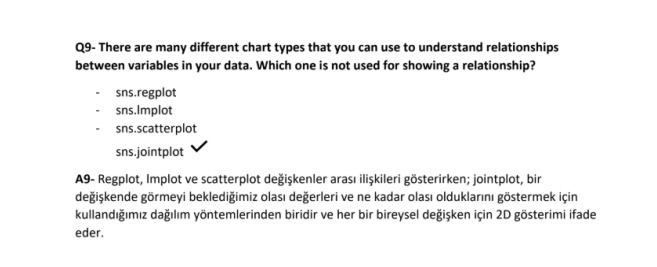 Q9- There are many different chart types that you can use to understand relationships
between variables in your data. Which one is not used for showing a relationship?
- sns.regplot
- sns.lmplot
- sns.scatterplot
sns.jointplot ✓
A9- Regplot, lmplot ve scatterplot değişkenler arası ilişkileri gösterirken; jointplot, bir
değişkende görmeyi beklediğimiz olası değerleri ve ne kadar olası olduklarını göstermek için
kullandığımız dağılım yöntemlerinden biridir ve her bir bireysel değişken için 2D gösterimi ifade
eder.